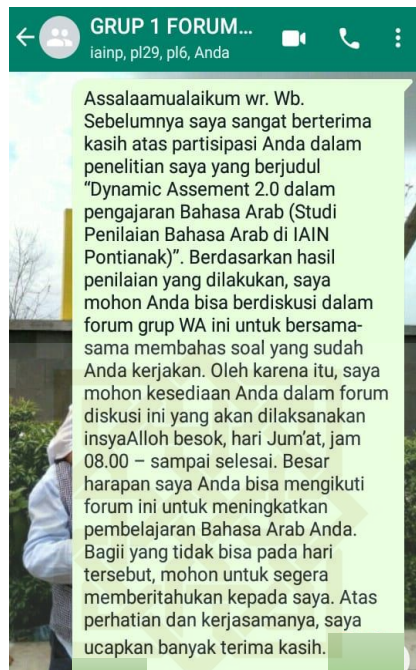 GRUP 1 FORUM...
iainp, pl29, pl6, Anda
Assalaamualaikum wr. Wb.
Sebelumnya saya sangat berterima
kasih atas partisipasi Anda dalam
penelitian saya yang berjudul
“Dynamic Assement 2.0 dalam
pengajaran Bahasa Arab (Studi
Penilaian Bahasa Arab di IAIN
Pontianak)”. Berdasarkan hasil
penilaian yang dilakukan, saya
mohon Anda bisa berdiskusi dalam
forum grup WA ini untuk bersama-
sama membahas soal yang sudah
Anda kerjakan. Oleh karena itu, saya
mohon kesediaan Anda dalam forum
diskusi ini yang akan dilaksanakan
insyaAlloh besok, hari Jum’at, jam
08.00 – sampai selesai. Besar
harapan saya Anda bisa mengikuti
forum ini untuk meningkatkan
pembelajaran Bahasa Arab Anda.
Bagii yang tidak bisa pada hari
tersebut, mohon untuk segera
memberitahukan kepada saya. Atas
perhatian dan kerjasamanya, saya
ucapkan banyak terima kasih.